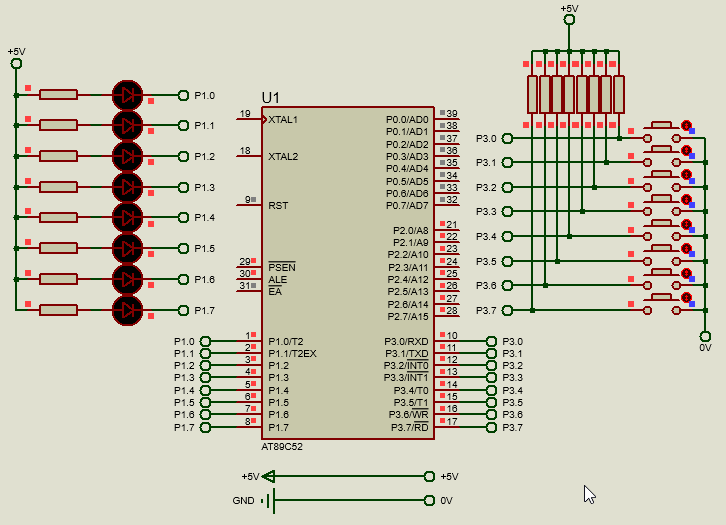 +5V
P1.0
P1.1
P1.2
P1.3
P1.4
P1.5
P1.6
P1.7
U1
19 XTAL1
18 XTAL2
9 RST
29 PSEN
30 ALE
31 EA
P1.0 1 P1.0/T2
P1.1 2 P1.1/T2EX
P1.2 3 P1.2
P1.3 4 P1.3
P1.4 5 P1.4
P1.5 6 P1.5
P1.6 7 P1.6
P1.7 8 P1.7
P0.0/AD0 39
P0.1/AD1 38
P0.2/AD2 37
P0.3/AD3 36
P0.4/AD4 35
P0.5/AD5 34
P0.6/AD6 33
P0.7/AD7 32
P2.0/A8 21
P2.1/A9 22
P2.2/A10 23
P2.3/A11 24
P2.4/A12 25
P2.5/A13 26
P2.6/A14 27
P2.7/A15 28
P3.0/RXD 10 P3.0
P3.1/TXD 11 P3.1
P3.2/INT0 12 P3.2
P3.3/INT1 13 P3.3
P3.4/T0 14 P3.4
P3.5/T1 15 P3.5
P3.6/WR 16 P3.6
P3.7/RD 17 P3.7
AT89C52
+5V
P3.0
P3.1
P3.2
P3.3
P3.4
P3.5
P3.6
P3.7
0V
+5V +5V
GND 0V